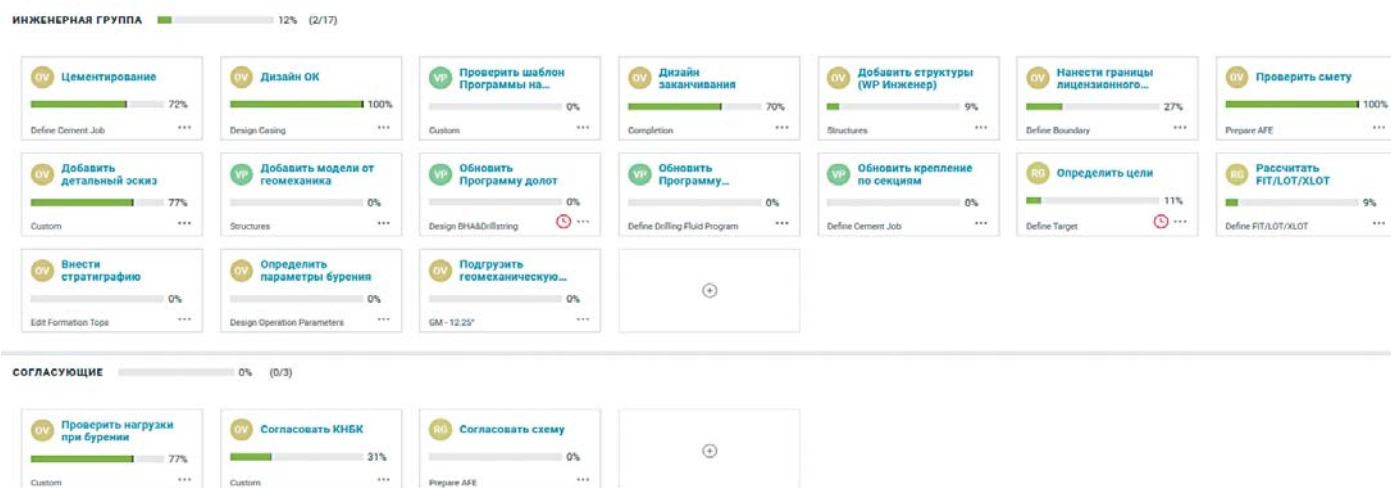 ИНЖЕНЕРНАЯ ГРУППА 12% (2/17)
OV Цементирование
72%
Define Cement Job
OV Дизайн ОК
100%
Design Casing
VP Проверить шаблон
Программы на...
0%
Custom
OV Дизайн
заканчивания
70%
Completion
OV Добавить структуры
(WP Инженер)
9%
Structures
OV Нанести границы
лицензионного...
27%
Define Boundary
OV Проверить смету
100%
Prepare AFE
OV Добавить
детальный эскиз
77%
Custom
VP Добавить модели от
геомеханика
0%
Structures
VP Обновить
Программу долот
0%
Design BHA&Drillstring
VP Обновить
Программу...
0%
Define Drilling Fluid Program
VP Обновить крепление
по секциям
0%
Define Cement Job
RG Определить цели
11%
Define Target
RG Рассчитать
FIT/LOT/XLOT
9%
Define FIT/LOT/XLOT
OV Внести
стратиграфию
0%
Edit Formation Tops
OV Определить
параметры бурения
0%
Design Operation Parameters
OV Подгрузить
геомеханическую...
0%
GM - 12.25"
СОГЛАСУЮЩИЕ 0% (0/3)
OV Проверить нагрузки
при бурении
77%
Custom
OV Согласовать КНБК
31%
Custom
RG Согласовать схему
0%
Prepare AFE